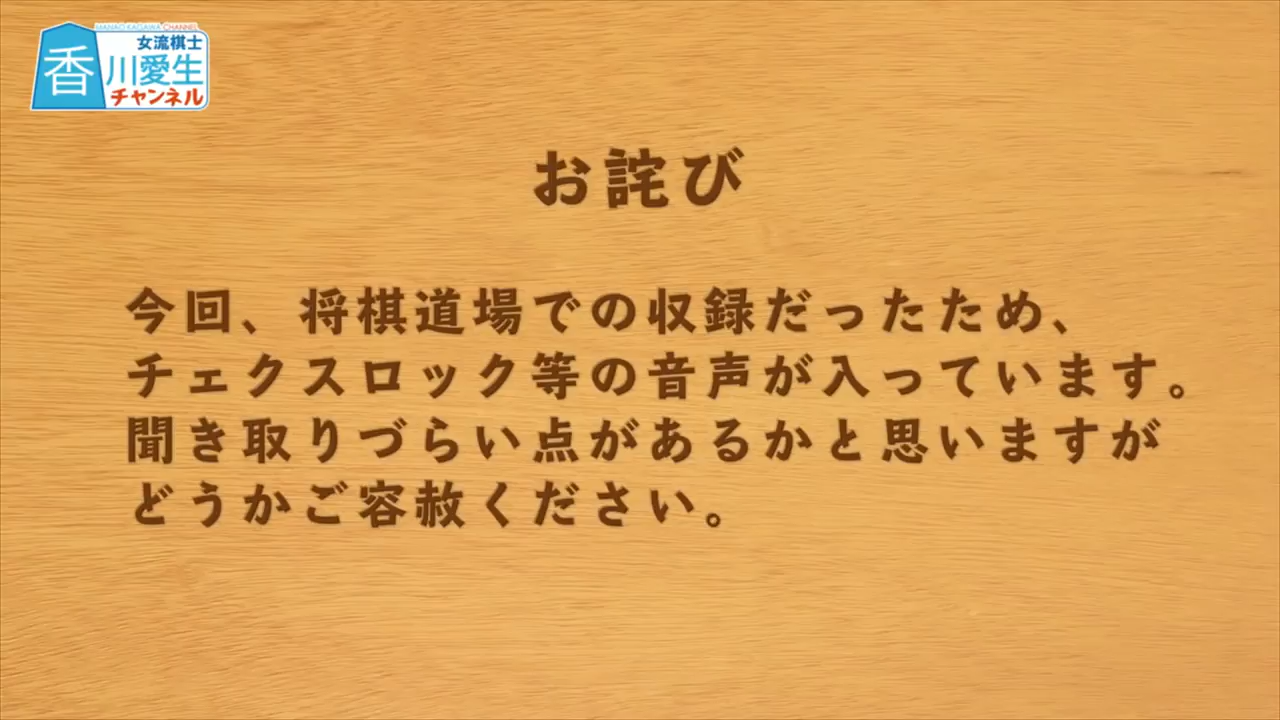 MANAO KAGAWA CHANNEL
女流棋士
香川愛生
チャンネル
お詫び
今回、将棋道場での収録だったため、
チェクスロック等の音声が入っています。
聞き取りづらい点があるかと思いますが
どうかご容赦ください。